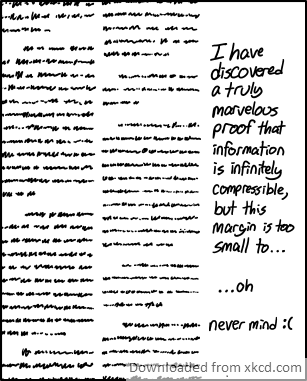 I have
discovered
a truly
marvelous
proof that
information
is infinitely
compressible,
but this
margin is too
small to...
...oh
never mind :(
Downloaded from xkcd.com